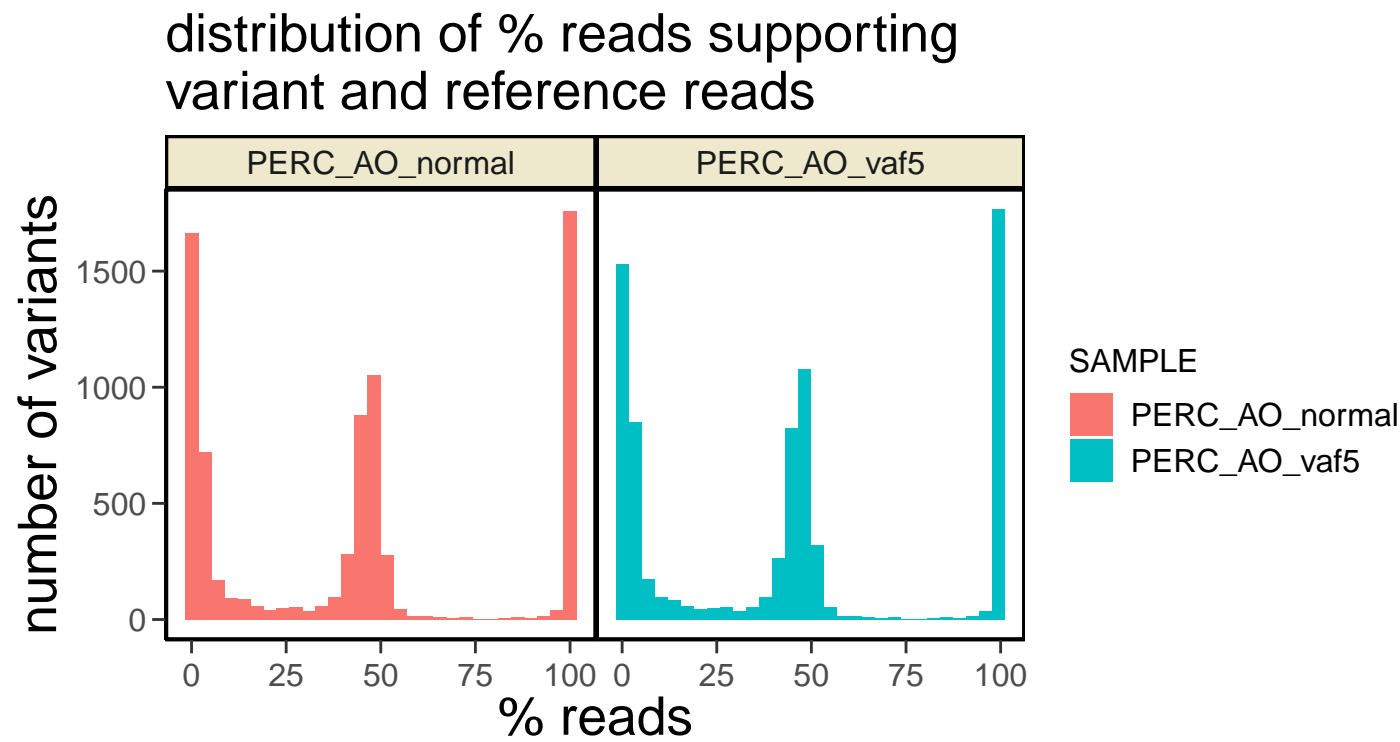 distribution of % reads supporting
variant and reference reads
PERC_AO_normal PERC_AO_vaf5
number of variants
1500
1000
500
0
0 25 50 75 100 0 25 50 75 100
% reads
SAMPLE
PERC_AO_normal
PERC_AO_vaf5